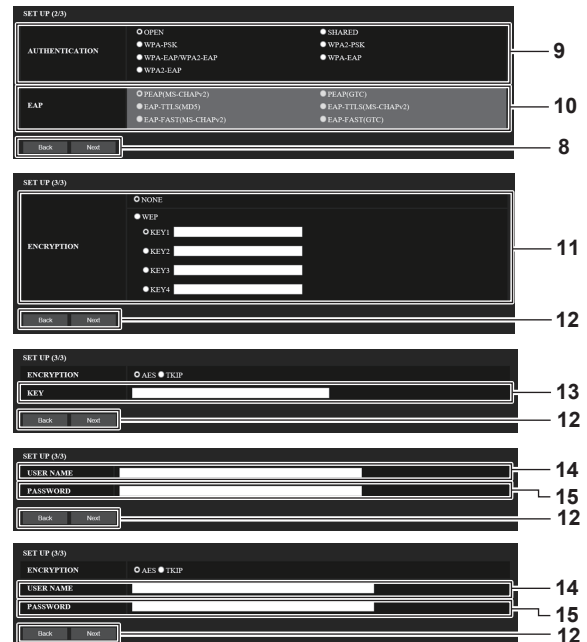 SET UP (2/3)
AUTHENTICATION
OPEN SHARED
WPA-PSK WPA2-PSK
WPA-EAP/WPA2-EAP WPA-EAP
WPA2-EAP
9
EAP
PEAP(MS-CHAPv2) PEAP(GTC)
EAP-TTLS(MD5) EAP-TTLS(MS-CHAPv2)
EAP-FAST(MS-CHAPv2) EAP-FAST(GTC)
10
Back Next
8
SET UP (3/3)
ENCRYPTION
NONE
WEP
KEY1
KEY2
KEY3
KEY4
11
Back Next
12
SET UP (3/3)
ENCRYPTION AES TKIP
KEY
13
Back Next
12
SET UP (3/3)
USER NAME
14
PASSWORD
15
Back Next
12
SET UP (3/3)
ENCRYPTION AES TKIP
USER NAME
14
PASSWORD
15
Back Next
12